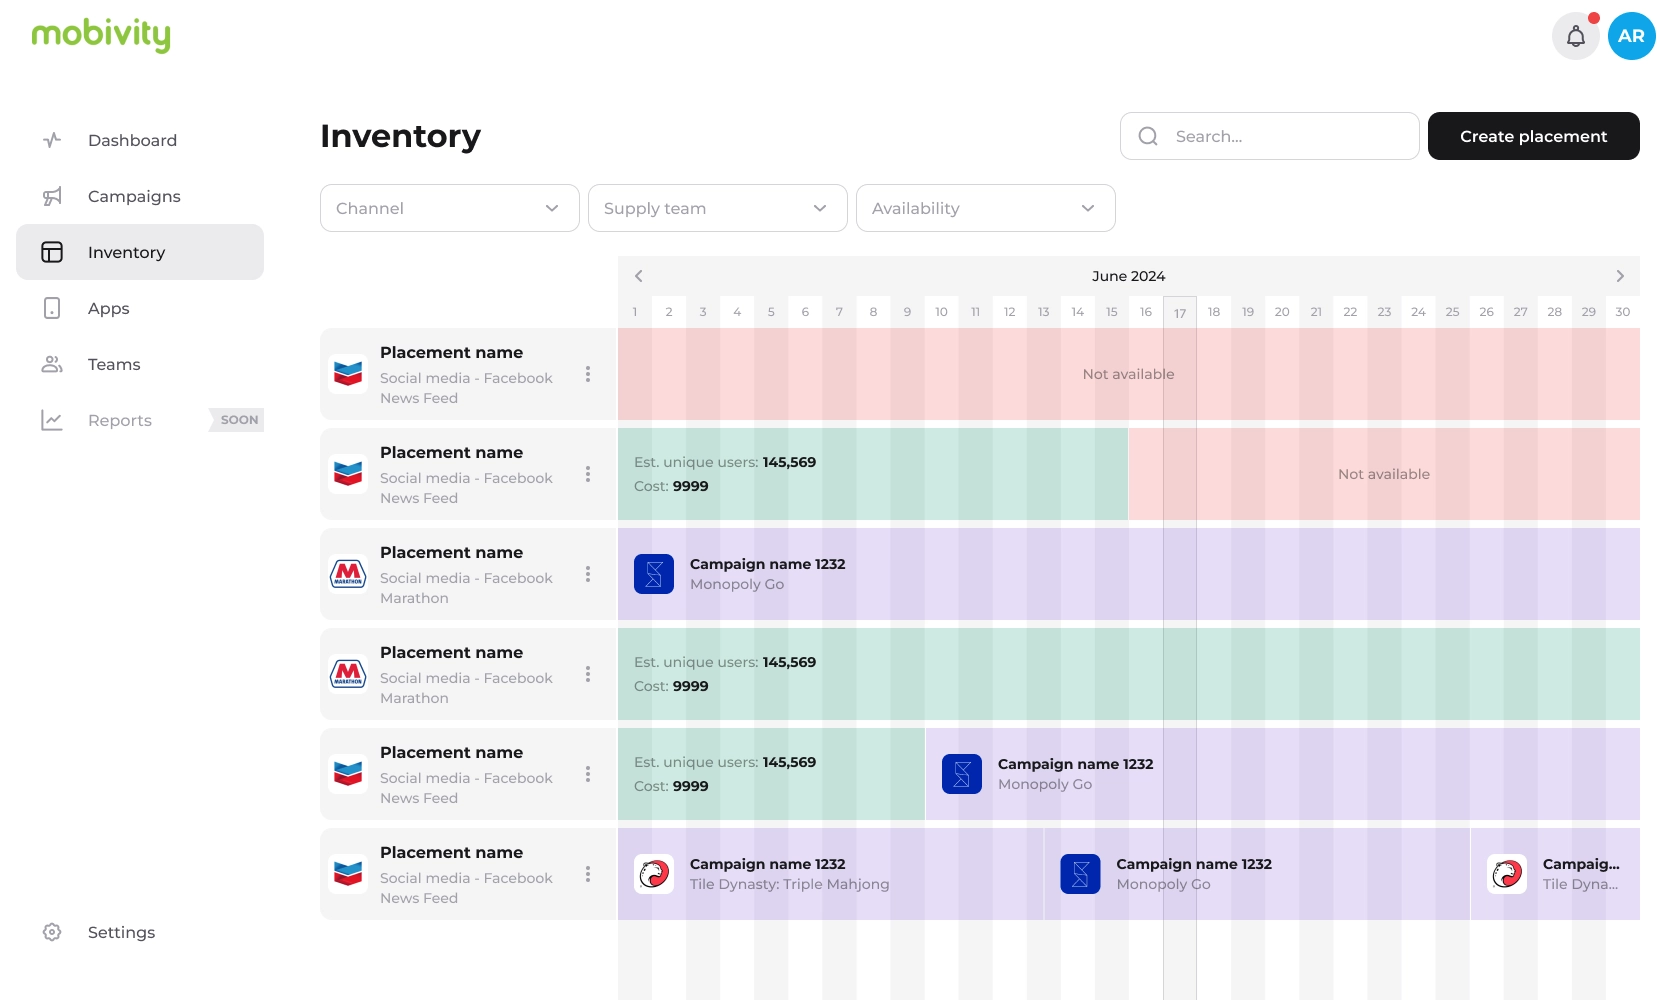 mobivity
AR
Dashboard
Campaigns
Inventory
Apps
Teams
Reports SOON
Settings
Inventory
Search...
Create placement
Channel
Supply team
Availability
June 2024
1 2 3 4 5 6 7 8 9 10 11 12 13 14 15 16 17 18 19 20 21 22 23 24 25 26 27 28 29 30
Placement name
Social media - Facebook
News Feed
Not available
Placement name
Social media - Facebook
News Feed
Est. unique users: 145,569
Cost: 9999
Not available
MARATHON
Placement name
Social media - Facebook
Marathon
Campaign name 1232
Monopoly Go
MARATHON
Placement name
Social media - Facebook
Marathon
Est. unique users: 145,569
Cost: 9999
Placement name
Social media - Facebook
News Feed
Est. unique users: 145,569
Cost: 9999
Campaign name 1232
Monopoly Go
Placement name
Social media - Facebook
News Feed
Campaign name 1232
Tile Dynasty: Triple Mahjong
Campaign name 1232
Monopoly Go
Campaig...
Tile Dyna...